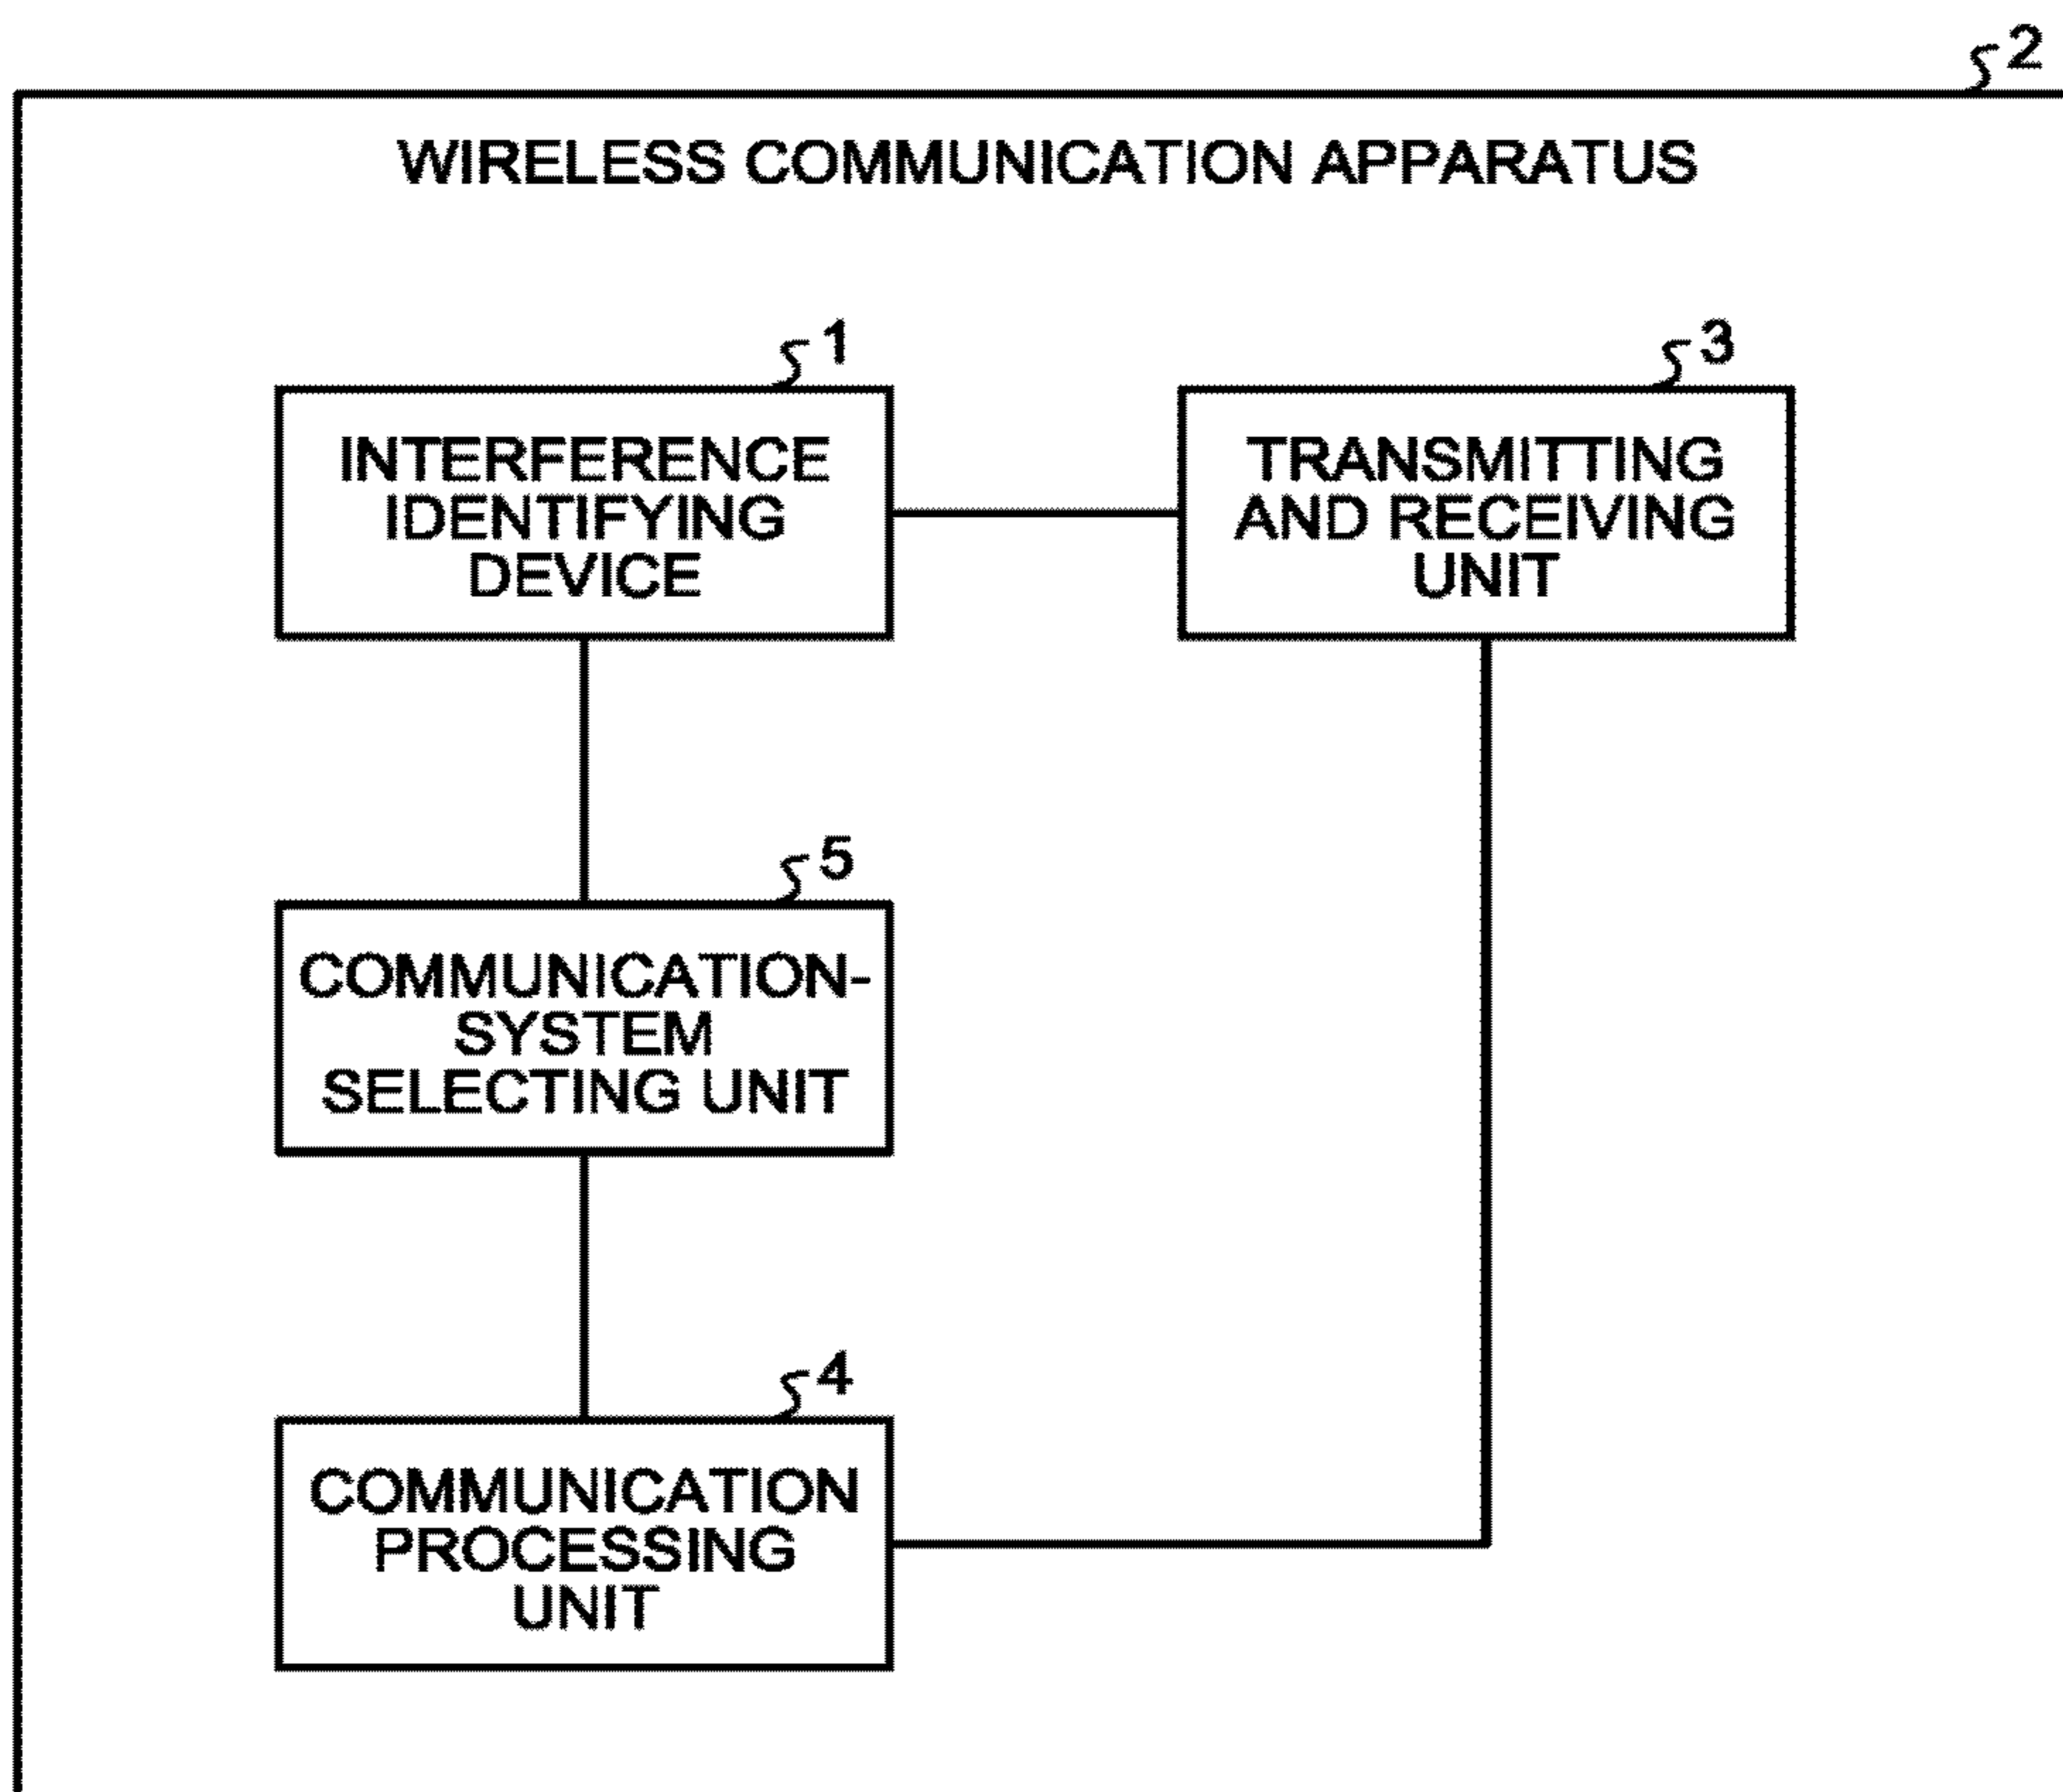 2
WIRELESS COMMUNICATION APPARATUS
1
INTERFERENCE
IDENTIFYING
DEVICE
3
TRANSMITTING
AND RECEIVING
UNIT
5
COMMUNICATION-
SYSTEM
SELECTING UNIT
4
COMMUNICATION
PROCESSING
UNIT